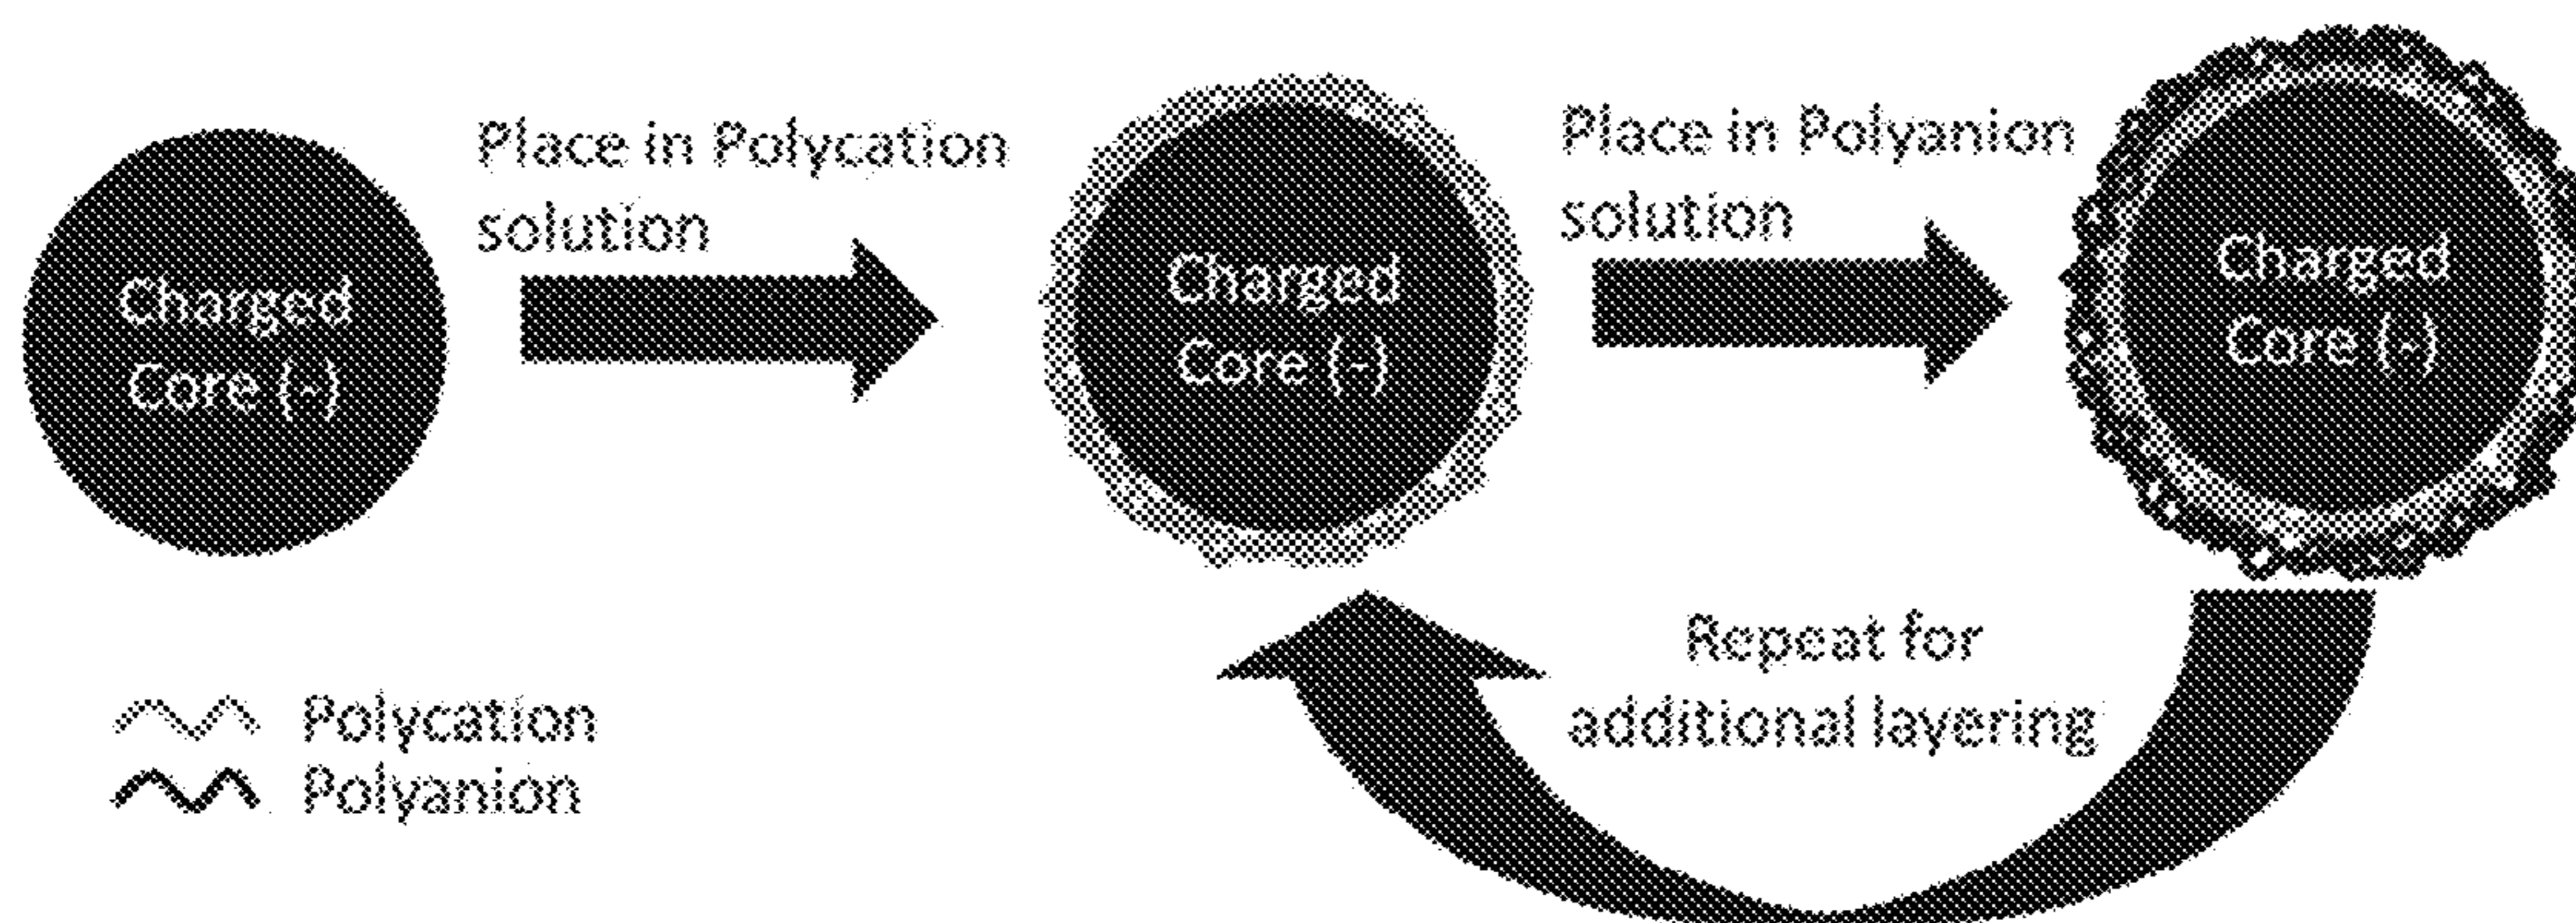 Place in Polycation
solution
Place in Polyanion
solution
Charged
Core (-)
Charged
Core (-)
Charged
Core (-)
Repeat for
additional layering
Polycation
Polyanion